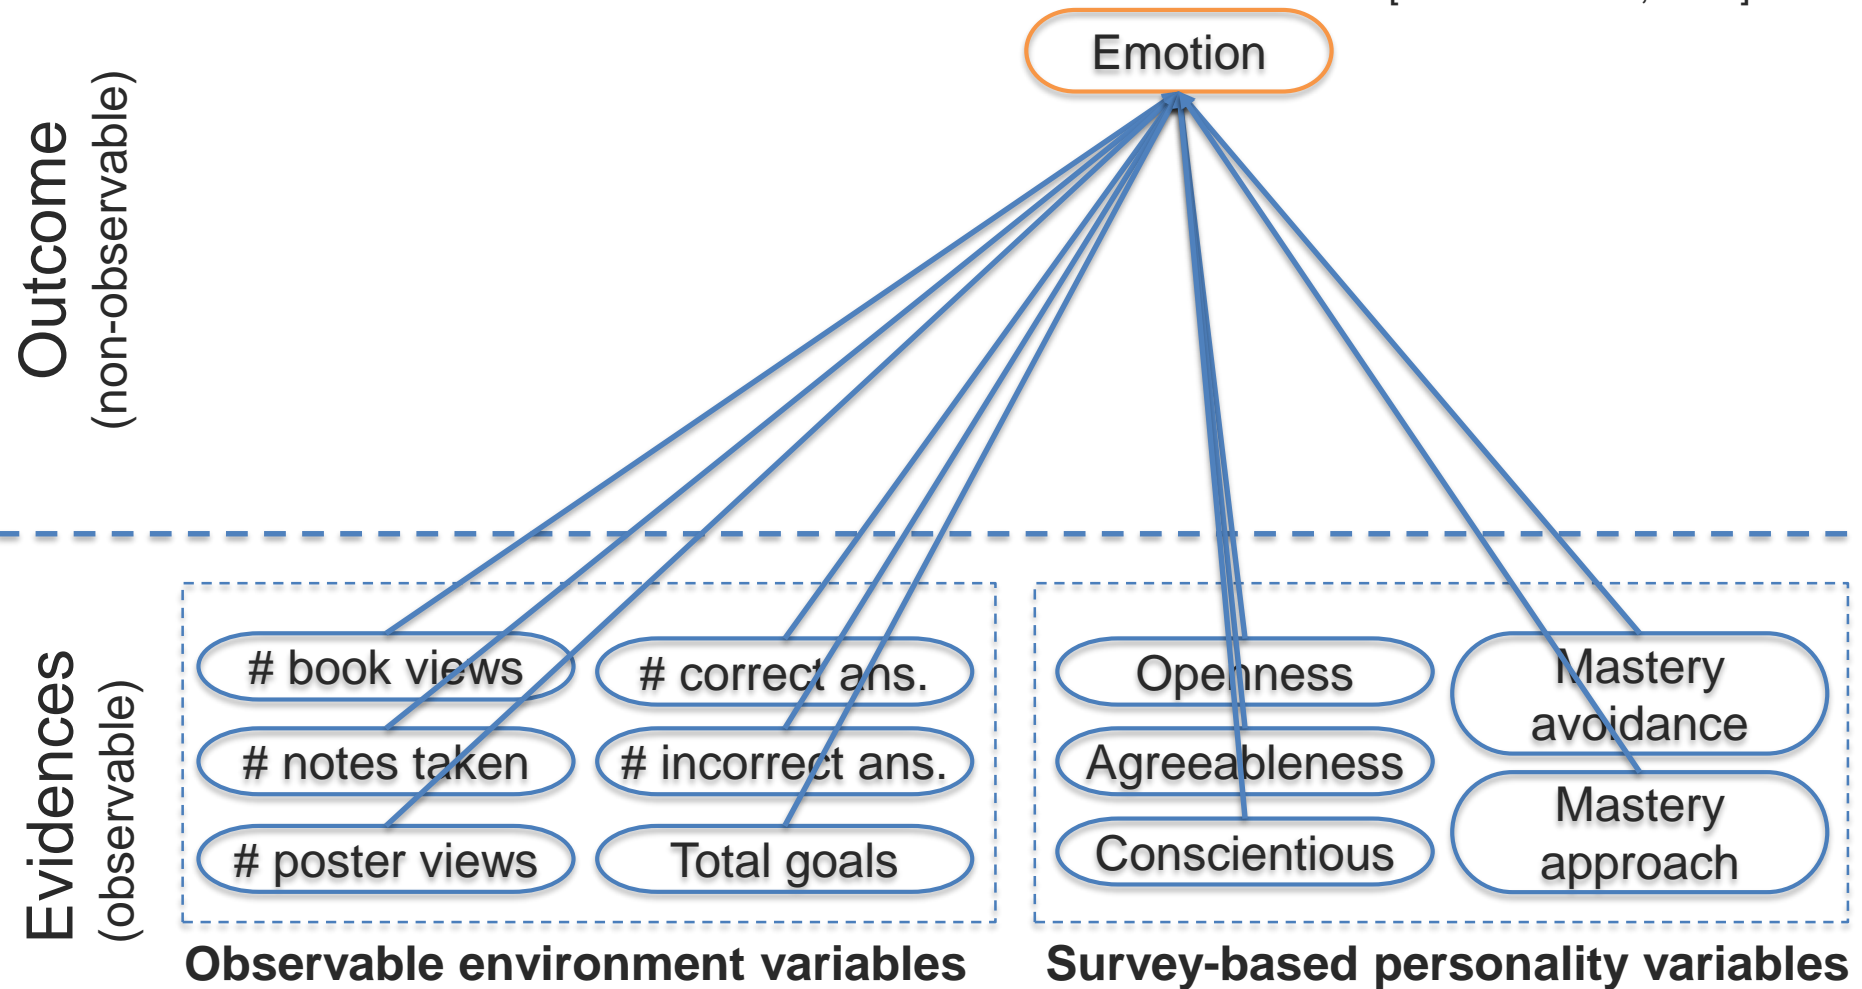 Emotion
Outcome
(non-observable)
Evidences
(observable)
# book views
# correct ans.
# notes taken
# incorrect ans.
# poster views
Total goals
Openness
Agreeableness
Conscientious
Mastery
avoidance
Mastery
approach
Observable environment variables
Survey-based personality variables